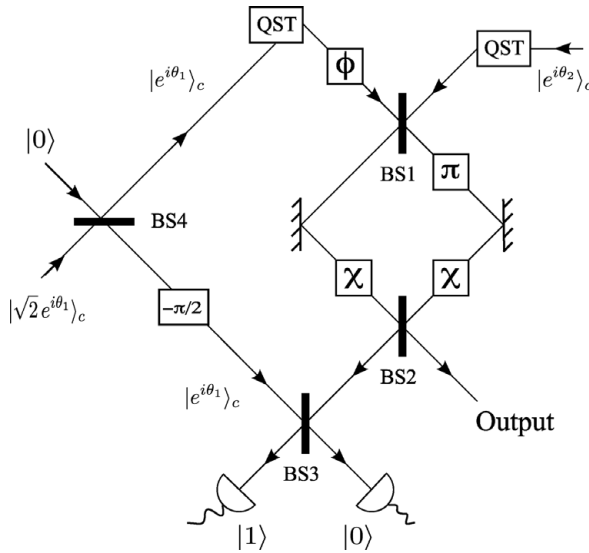 QST
QST
|e^{iθ₁}⟩_c
ϕ
|e^{iθ₂}⟩_c
|0⟩
BS1
π
BS4
χ
χ
|√2 e^{iθ₁}⟩_c
−π/2
BS2
|e^{iθ₁}⟩_c
Output
BS3
|1⟩
|0⟩